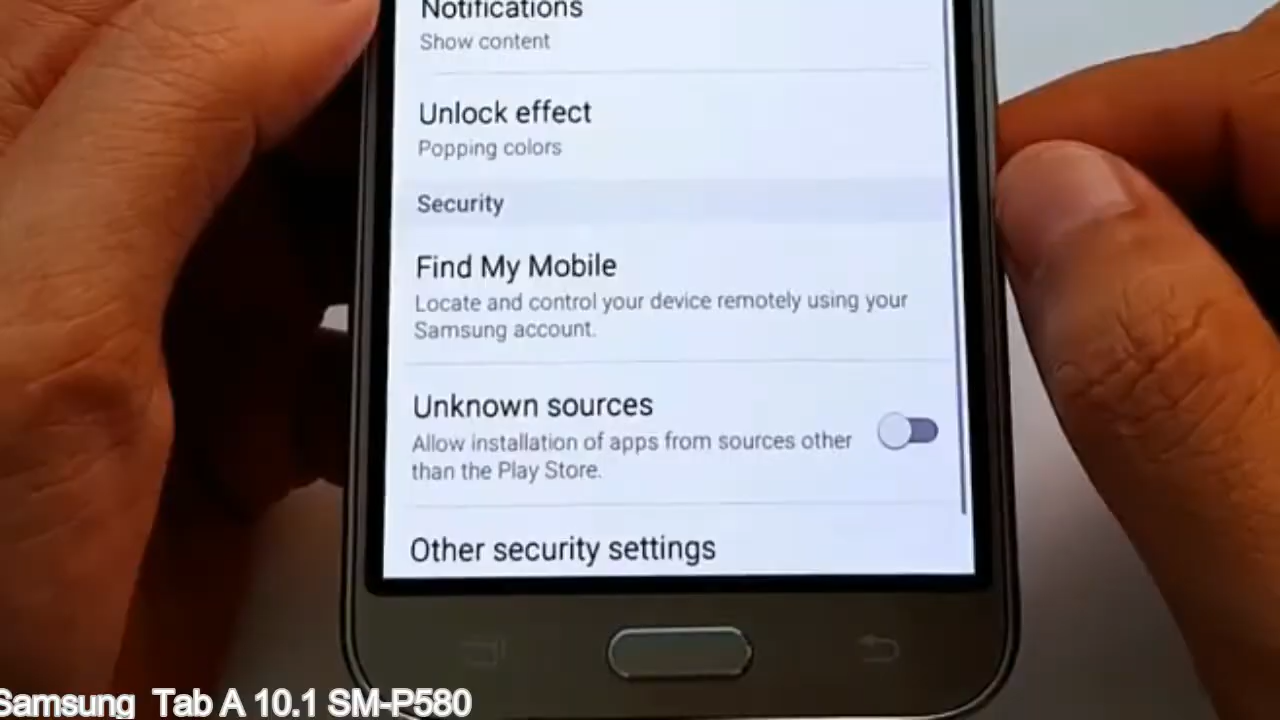 Notifications
Show content
Unlock effect
Popping colors
Security
Find My Mobile
Locate and control your device remotely using your
Samsung account.
Unknown sources
Allow installation of apps from sources other
than the Play Store.
Other security settings
Samsung Tab A 10.1 SM-P580